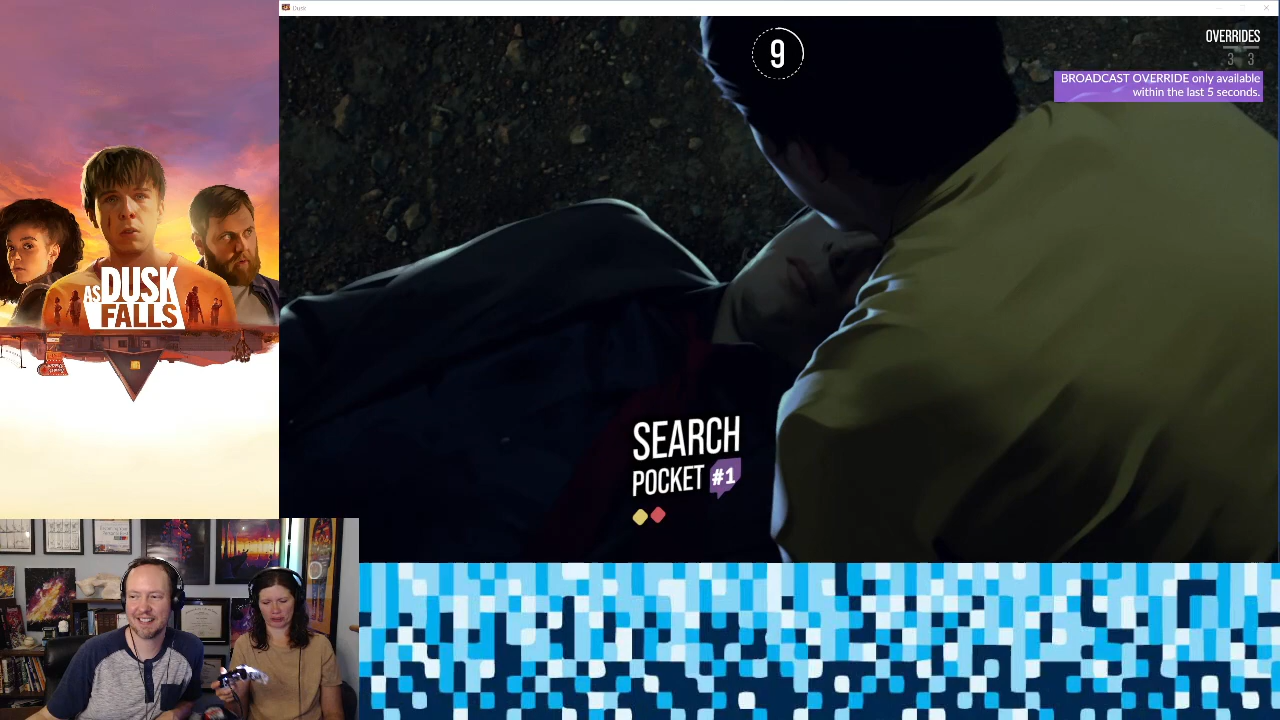 Dusk
9
OVERRIDES
3 3
BROADCAST OVERRIDE only available
within the last 5 seconds.
AS DUSK
FALLS
SEARCH
POCKET #1